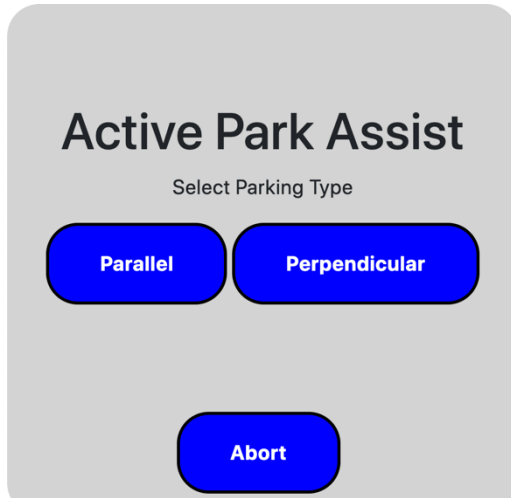 Active Park Assist
Select Parking Type
Parallel Perpendicular
Abort